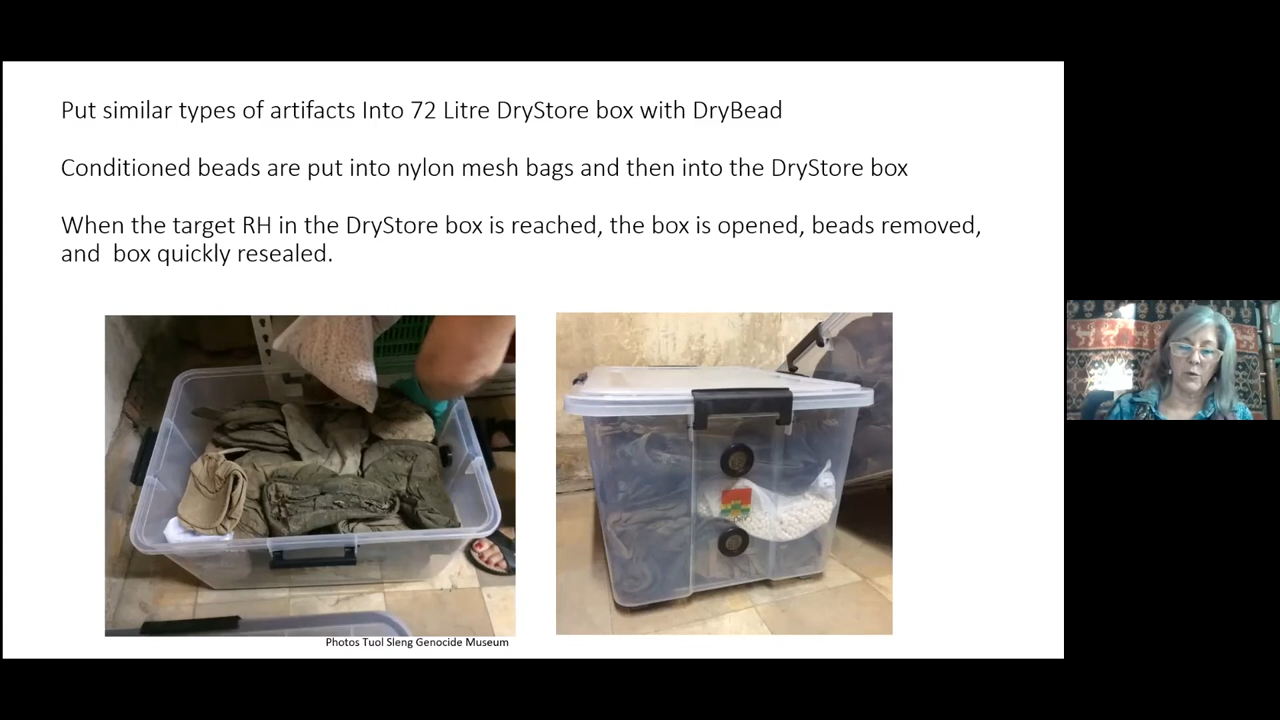 Put similar types of artifacts Into 72 Litre DryStore box with DryBead
Conditioned beads are put into nylon mesh bags and then into the DryStore box
When the target RH in the DryStore box is reached, the box is opened, beads removed,
and  box quickly resealed.
Photos Tuol Sleng Genocide Museum